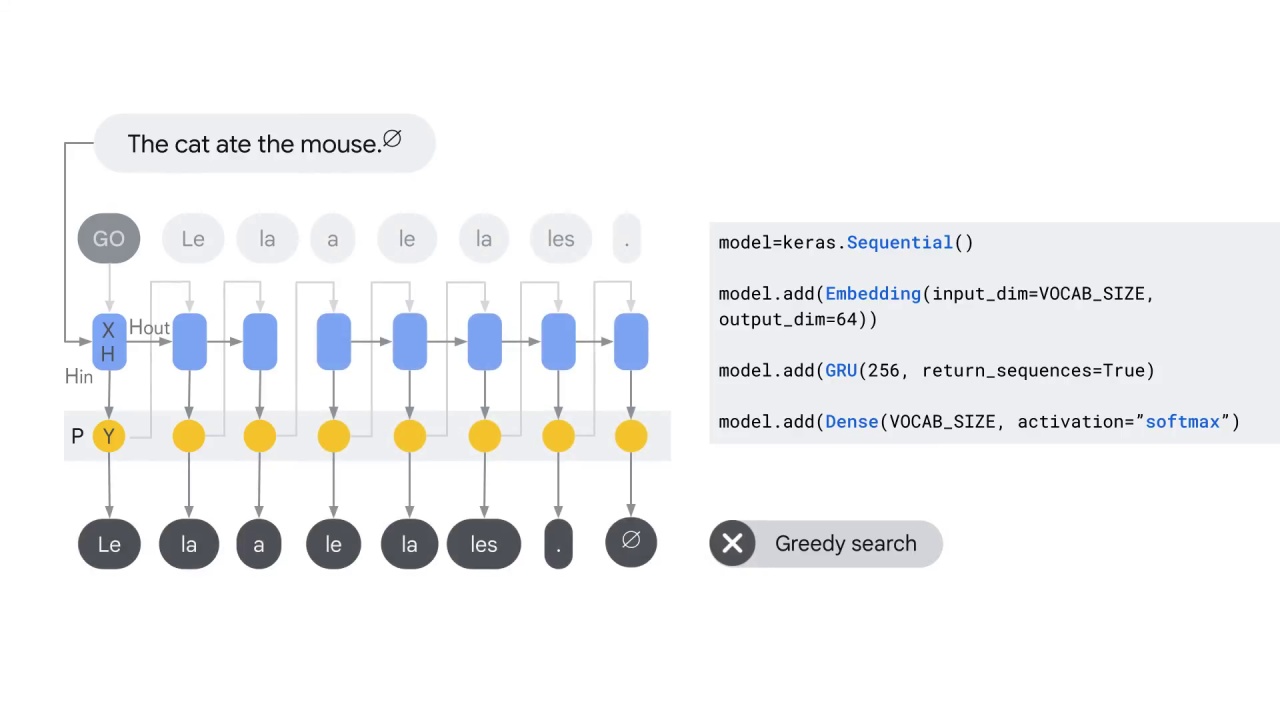 The cat ate the mouse.∅
GO Le la a le la les .
X
H
Hout
Hin
P Y
Le la a le la les . ∅
model=keras.Sequential()
model.add(Embedding(input_dim=VOCAB_SIZE,
output_dim=64))
model.add(GRU(256, return_sequences=True)
model.add(Dense(VOCAB_SIZE, activation=”softmax”)
Greedy search